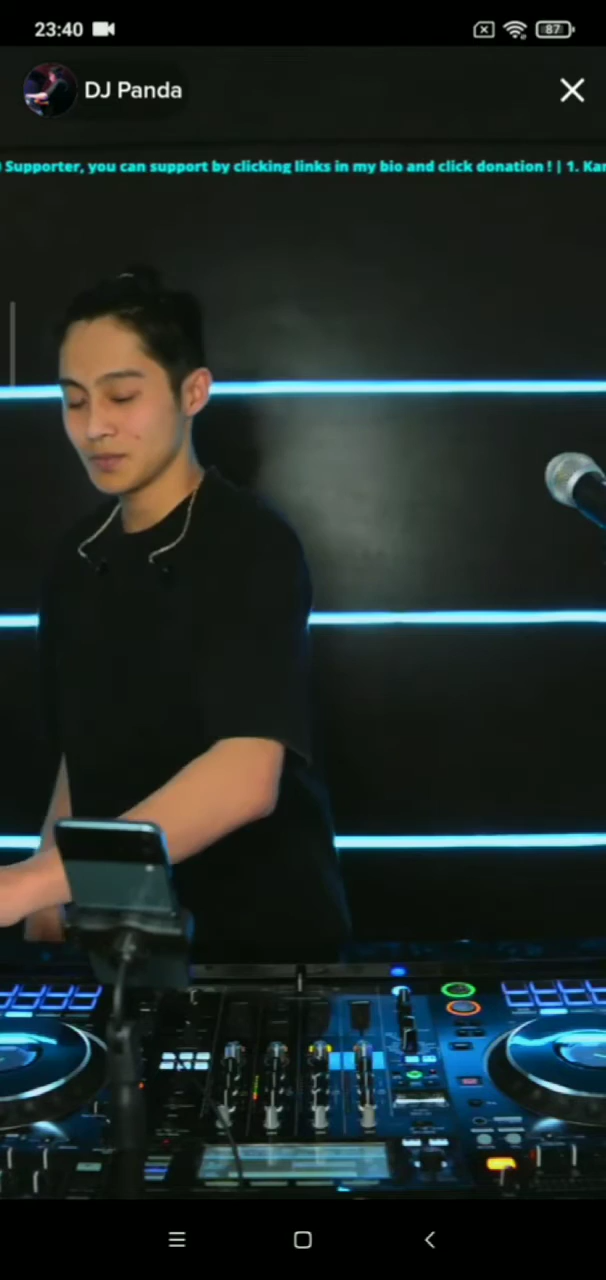 23:40 87
DJ Panda
Supporter, you can support by clicking links in my bio and click donation ! | 1. Kar